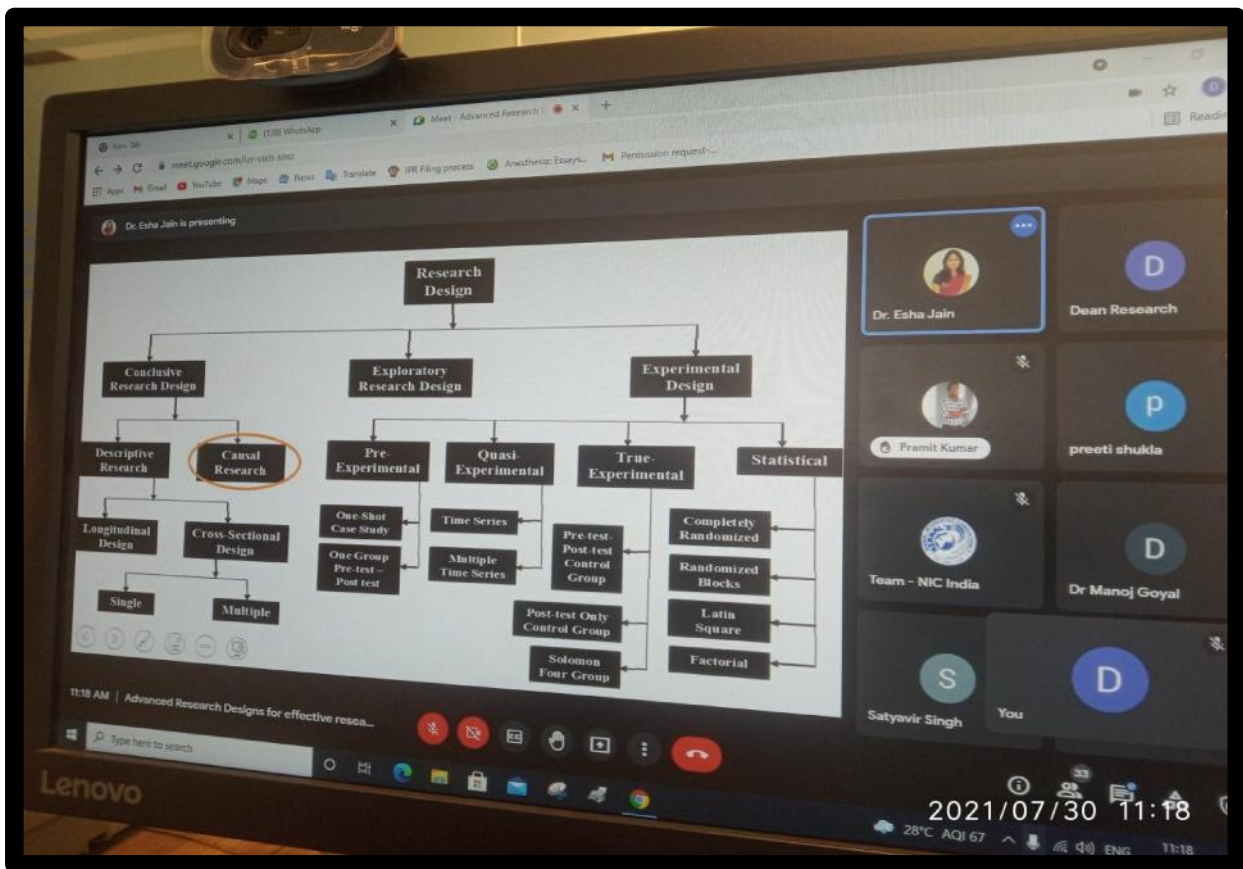 (138) WhatsApp
Meet - Advanced Research
Apps Gmail YouTube Maps News Translate IPR Filing process Anesthesia: Essays... Permission request-...
Dr. Esha Jain is presenting
Research
Design
Conclusive
Research Design
Exploratory
Research Design
Experimental
Design
Descriptive
Research
Causal
Research
Pre-
Experimental
Quasi-
Experimental
True-
Experimental
Statistical
Longitudinal
Design
Cross-Sectional
Design
Single
Multiple
One-Shot
Case Study
One Group
Pre-test –
Post test
Time Series
Multiple
Time Series
Pre-test-
Post-test
Control
Group
Post-test Only
Control Group
Solomon
Four Group
Completely
Randomized
Randomized
Blocks
Latin
Square
Factorial
Dr. Esha Jain
D
Dean Research
Pramit Kumar
p
preeti shukla
Team - NIC India
D
Dr Manoj Goyal
S
Satyavir Singh
You
D
11:18 AM | Advanced Research Designs for effective resea...
33
Type here to search
28°C AQI 67
ENG
11:18
Lenovo
2021/07/30 11:18